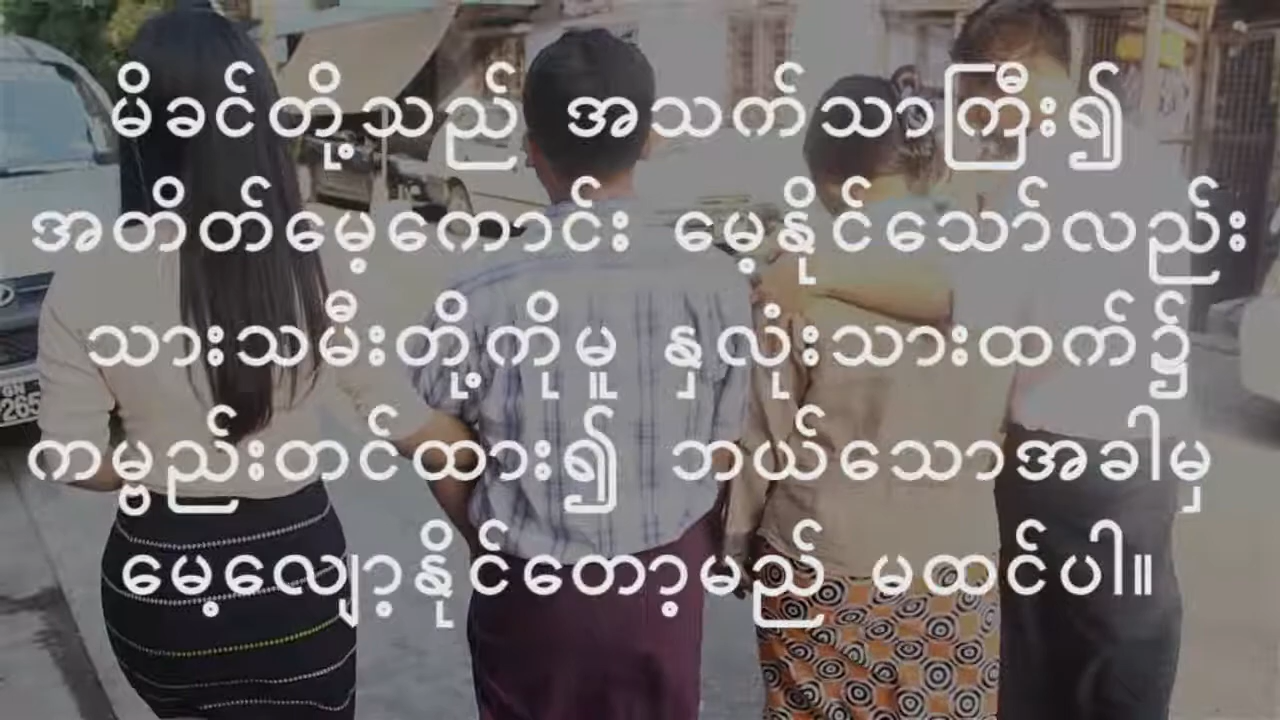 မိခင်တို့သည် အသက်သာကြီး၍
အတိတ်မေ့ကောင်း မေ့နိုင်သော်လည်း
သားသမီးတို့ကိုမူ နှလုံးသားထက်၌
ကမ္ဗည်းတင်ထား၍ ဘယ်သောအခါမှ
မေ့လျော့နိုင်တော့မည် မထင်ပါ။
265